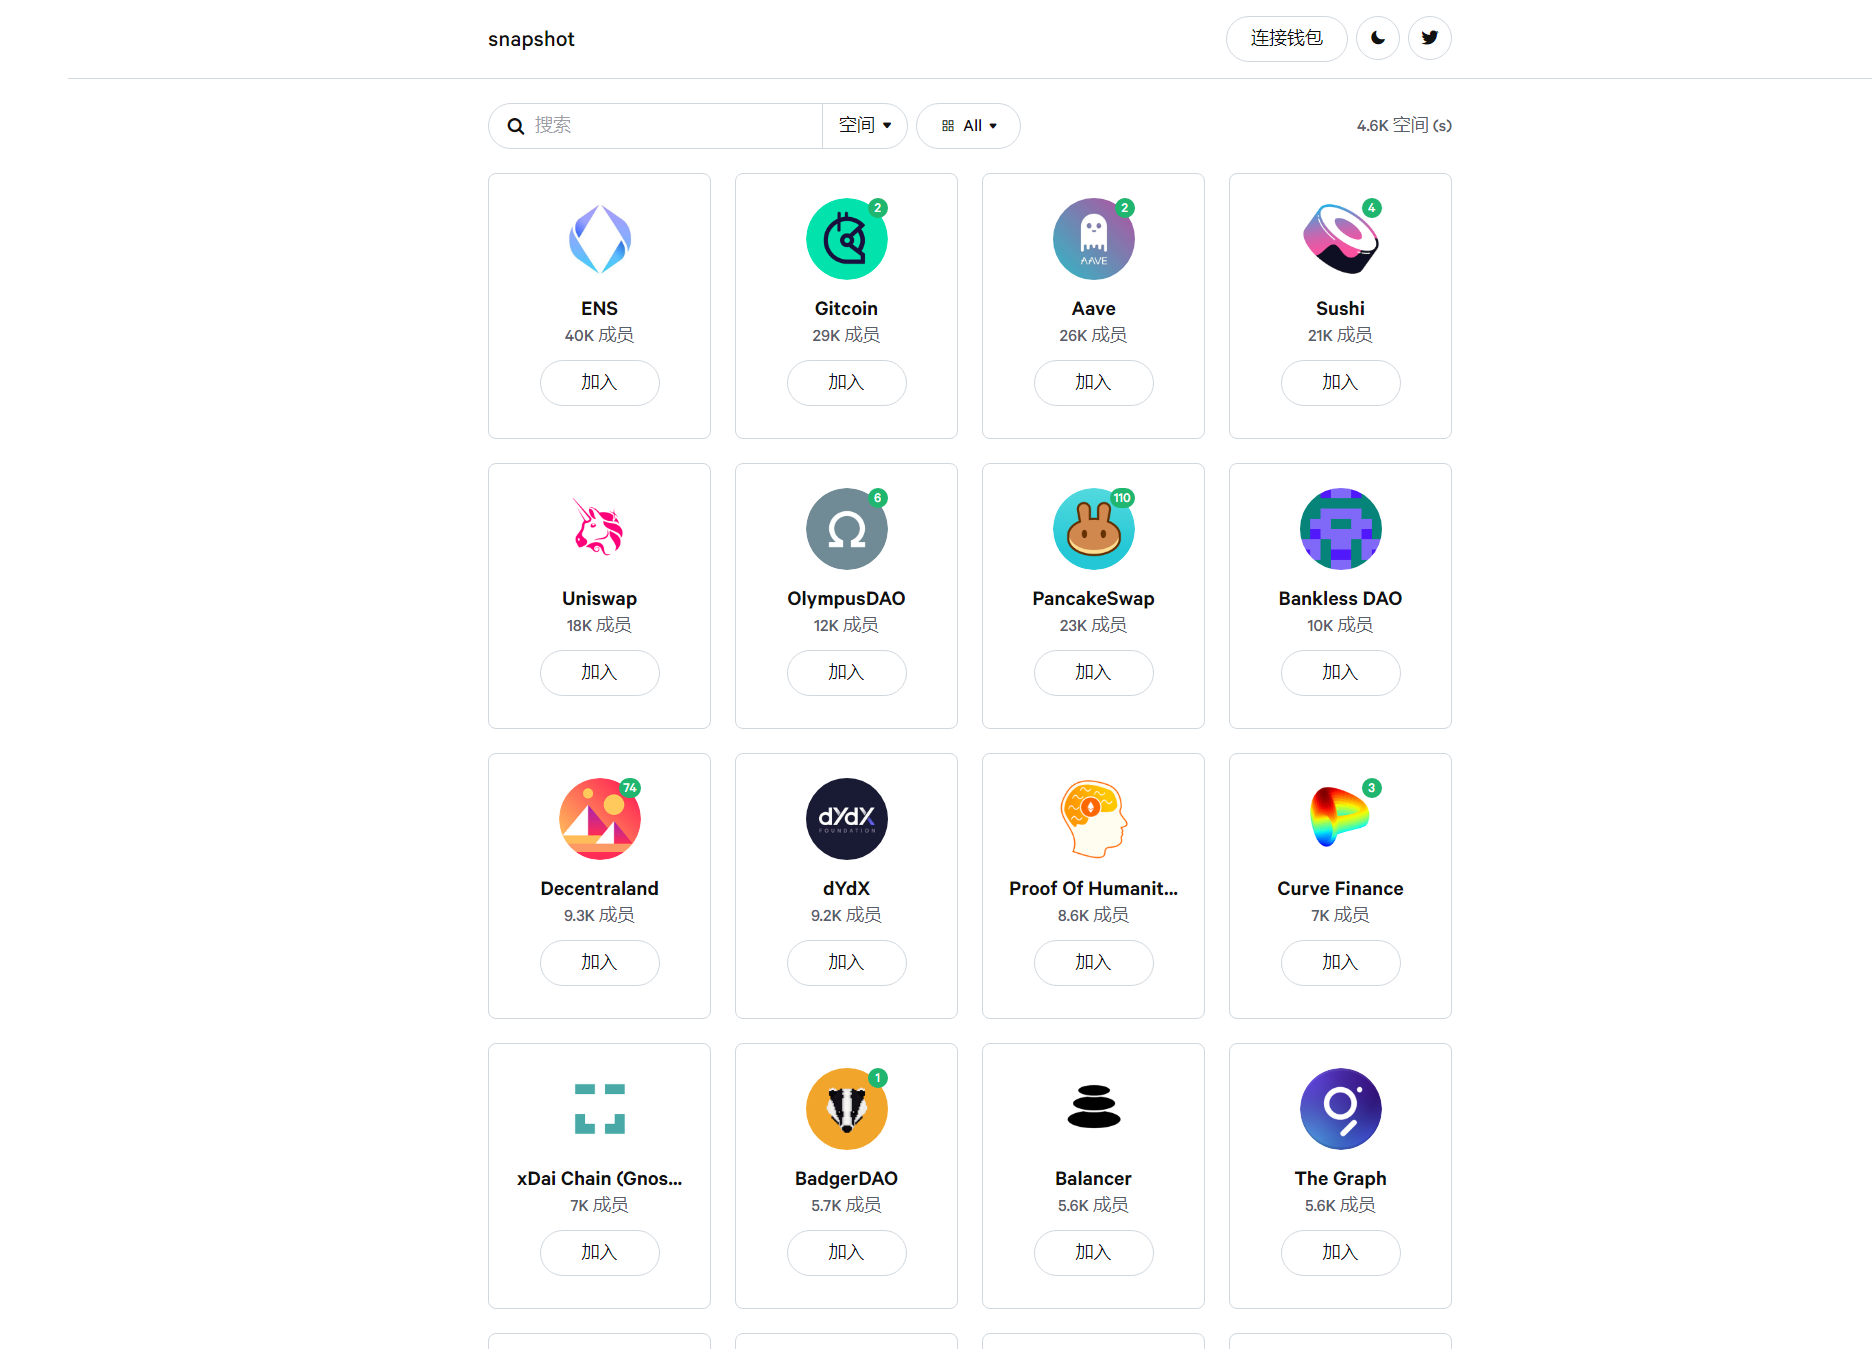 snapshot
连接钱包
搜索
空间
All
4.6K 空间 (s)
2
2
AAVE
4
ENS
Gitcoin
Aave
Sushi
40K 成员
29K 成员
26K 成员
21K 成员
加入
加入
加入
加入
6
110
Uniswap
OlympusDAO
PancakeSwap
Bankless DAO
18K 成员
12K 成员
23K 成员
10K 成员
加入
加入
加入
加入
74
dYdX
FOUNDATION
3
Decentraland
dYdX
Proof Of Humanit...
Curve Finance
9.3K 成员
9.2K 成员
8.6K 成员
7K 成员
加入
加入
加入
加入
1
xDai Chain (Gnos...
BadgerDAO
Balancer
The Graph
7K 成员
5.7K 成员
5.6K 成员
5.6K 成员
加入
加入
加入
加入